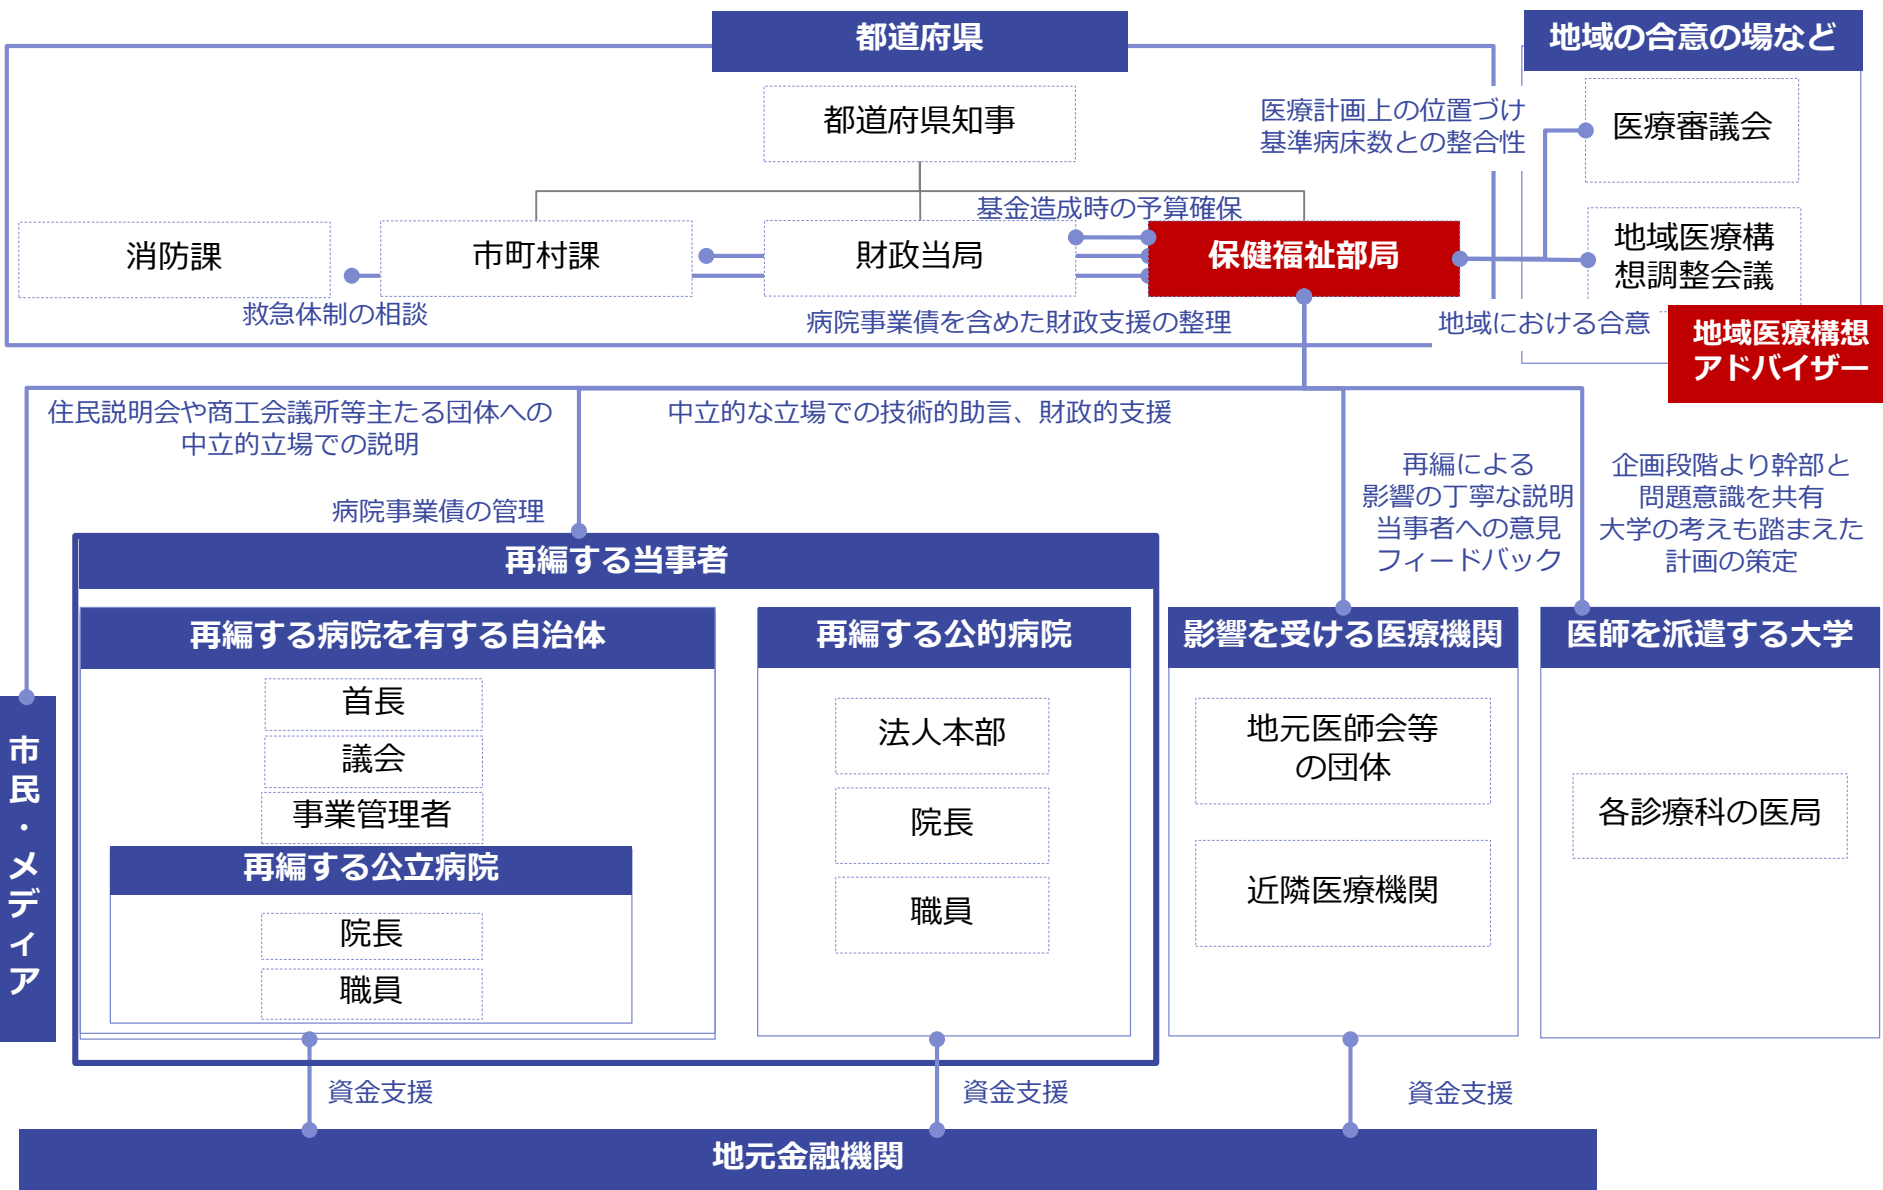 都道府県
地域の合意の場など
都道府県知事
医療計画上の位置づけ
基準病床数との整合性
医療審議会
基金造成時の予算確保
消防課
市町村課
財政当局
保健福祉部局
地域医療構
想調整会議
救急体制の相談
病院事業債を含めた財政支援の整理
地域における合意
地域医療構想
アドバイザー
住民説明会や商工会議所等主たる団体への
中立的立場での説明
中立的な立場での技術的助言、財政的支援
再編による
影響の丁寧な説明
当事者への意見
フィードバック
企画段階より幹部と
問題意識を共有
大学の考えも踏まえた
計画の策定
病院事業債の管理
再編する当事者
再編する病院を有する自治体
首長
議会
事業管理者
再編する公立病院
院長
職員
再編する公的病院
法人本部
院長
職員
影響を受ける医療機関
地元医師会等
の団体
近隣医療機関
医師を派遣する大学
各診療科の医局
市民・メディア
資金支援
資金支援
資金支援
地元金融機関